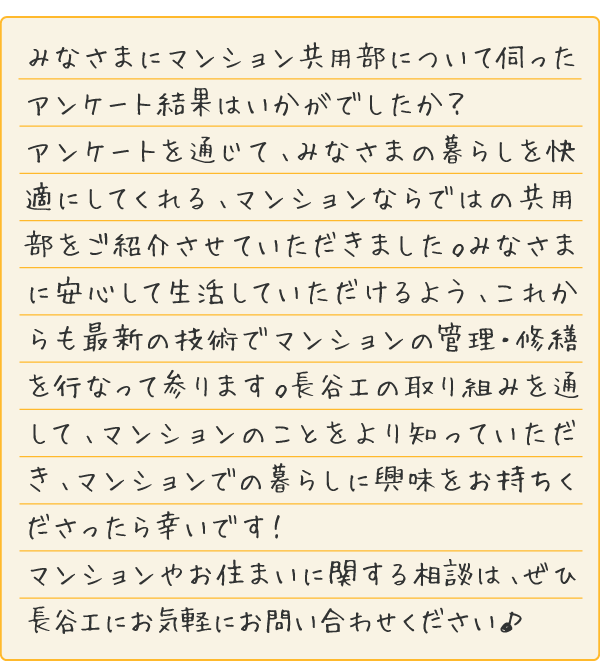 みなさまにマンション共用部について伺った
アンケート結果はいかがでしたか？
アンケートを通じて、みなさまの暮らしを快
適にしてくれる、マンションならではの共用
部をご紹介させていただきました。みなさま
に安心して生活していただけるよう、これか
らも最新の技術でマンションの管理・修繕
を行なって参ります。長谷工の取り組みを通
して、マンションのことをより知っていただ
き、マンションでの暮らしに興味をお持ちく
ださったら幸いです！
マンションやお住まいに関する相談は、ぜひ
長谷工にお気軽にお問い合わせください♪